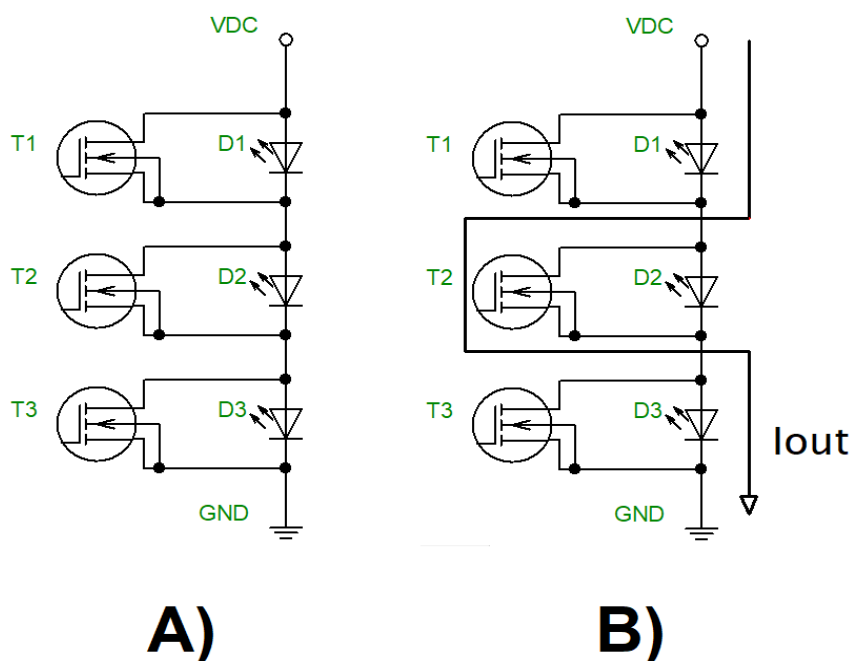 VDC
T1
D1
T2
D2
T3
D3
GND
A)
VDC
T1
D1
T2
D2
T3
D3
Iout
GND
B)